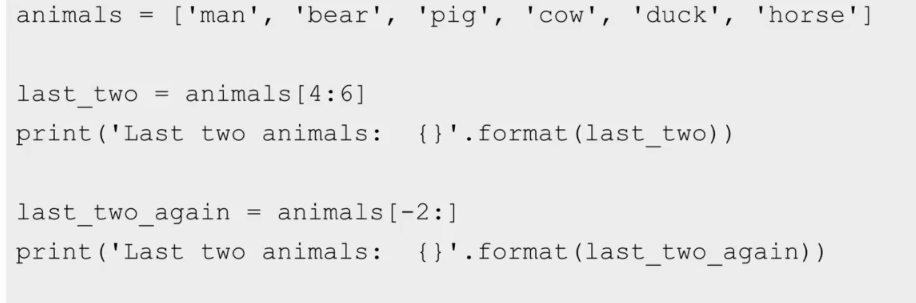 animals = ['man', 'bear', 'pig', 'cow', 'duck', 'horse']
last_two = animals[4:6]
print('Last two animals:  {}'.format(last_two))
last_two_again = animals[-2:]
print('Last two animals:  {}'.format(last_two_again))